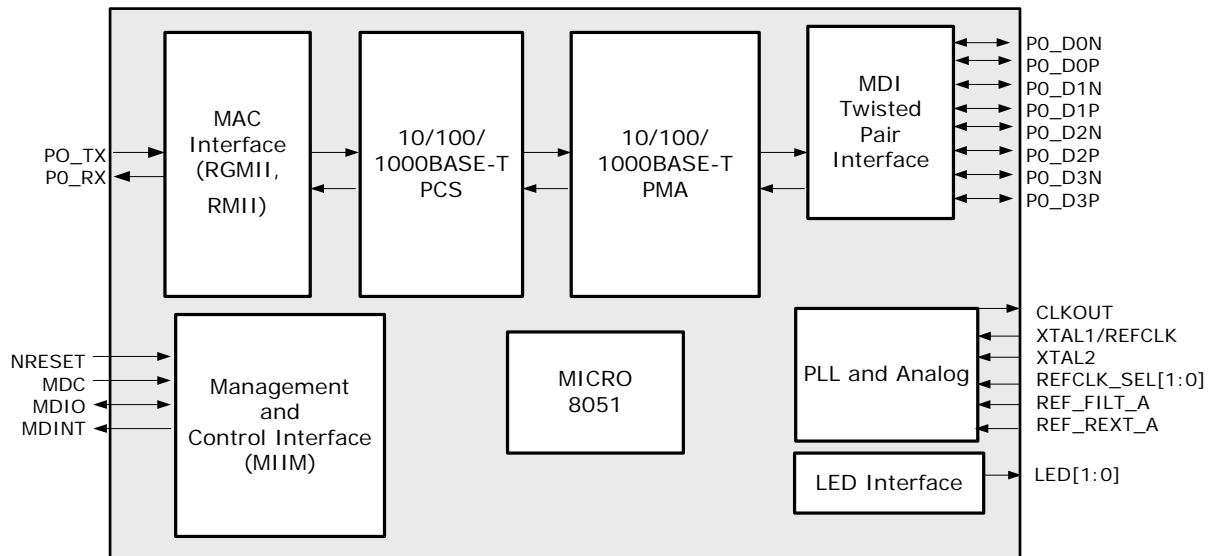 PO_TX
P0_RX
MAC
Interface
(RGMII,
RMII)
10/100/
1000BASE-T
PCS
10/100/
1000BASE-T
PMA
MDI
Twisted
Pair
Interface
P0_D0N
P0_D0P
P0_D1N
P0_D1P
P0_D2N
P0_D2P
P0_D3N
P0_D3P
NRESET
MDC
MDIO
MDINT
Management
and
Control Interface
(MIIM)
MICRO
8051
PLL and Analog
CLKOUT
XTAL1/REFCLK
XTAL2
REFCLK_SEL[1:0]
REF_FILT_A
REF_REXT_A
LED Interface
LED[1:0]